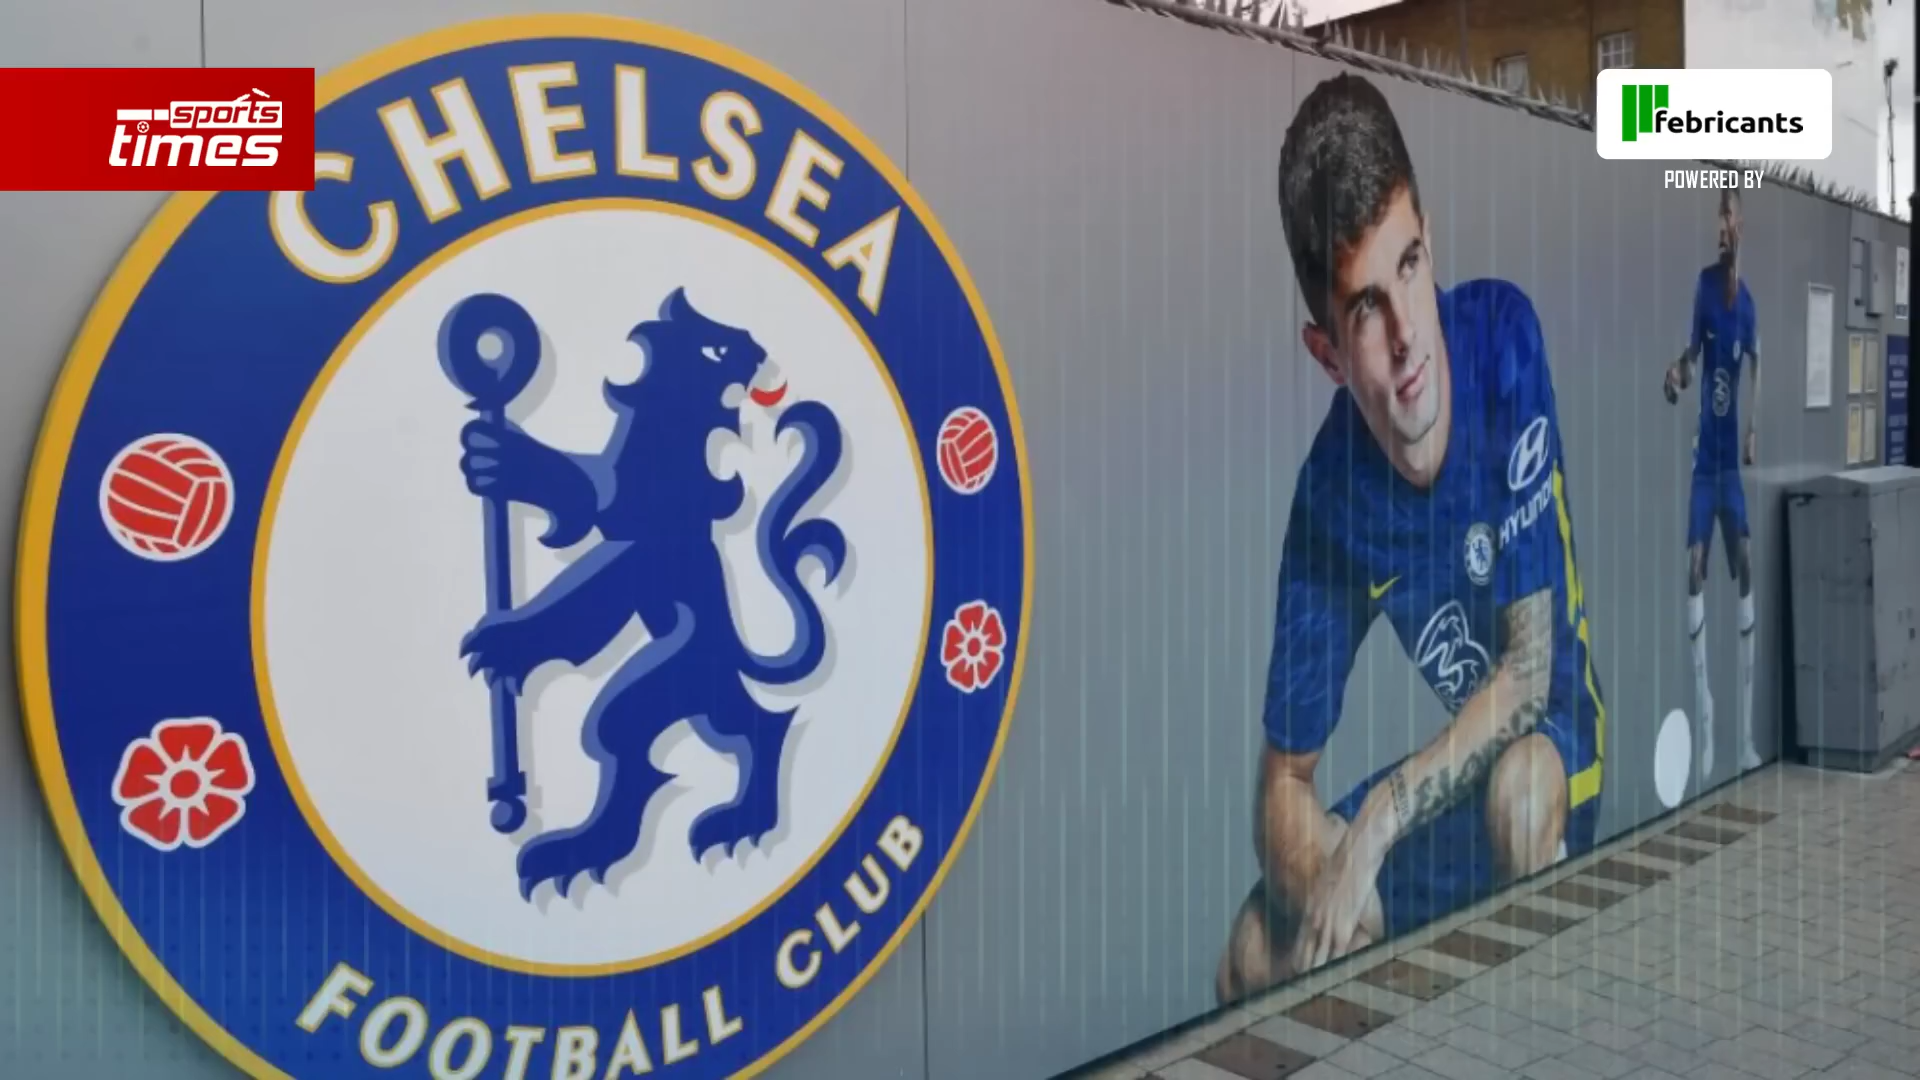 sports
times
febricants
POWERED BY
CHELSEA
FOOTBALL CLUB
HYUNDAI